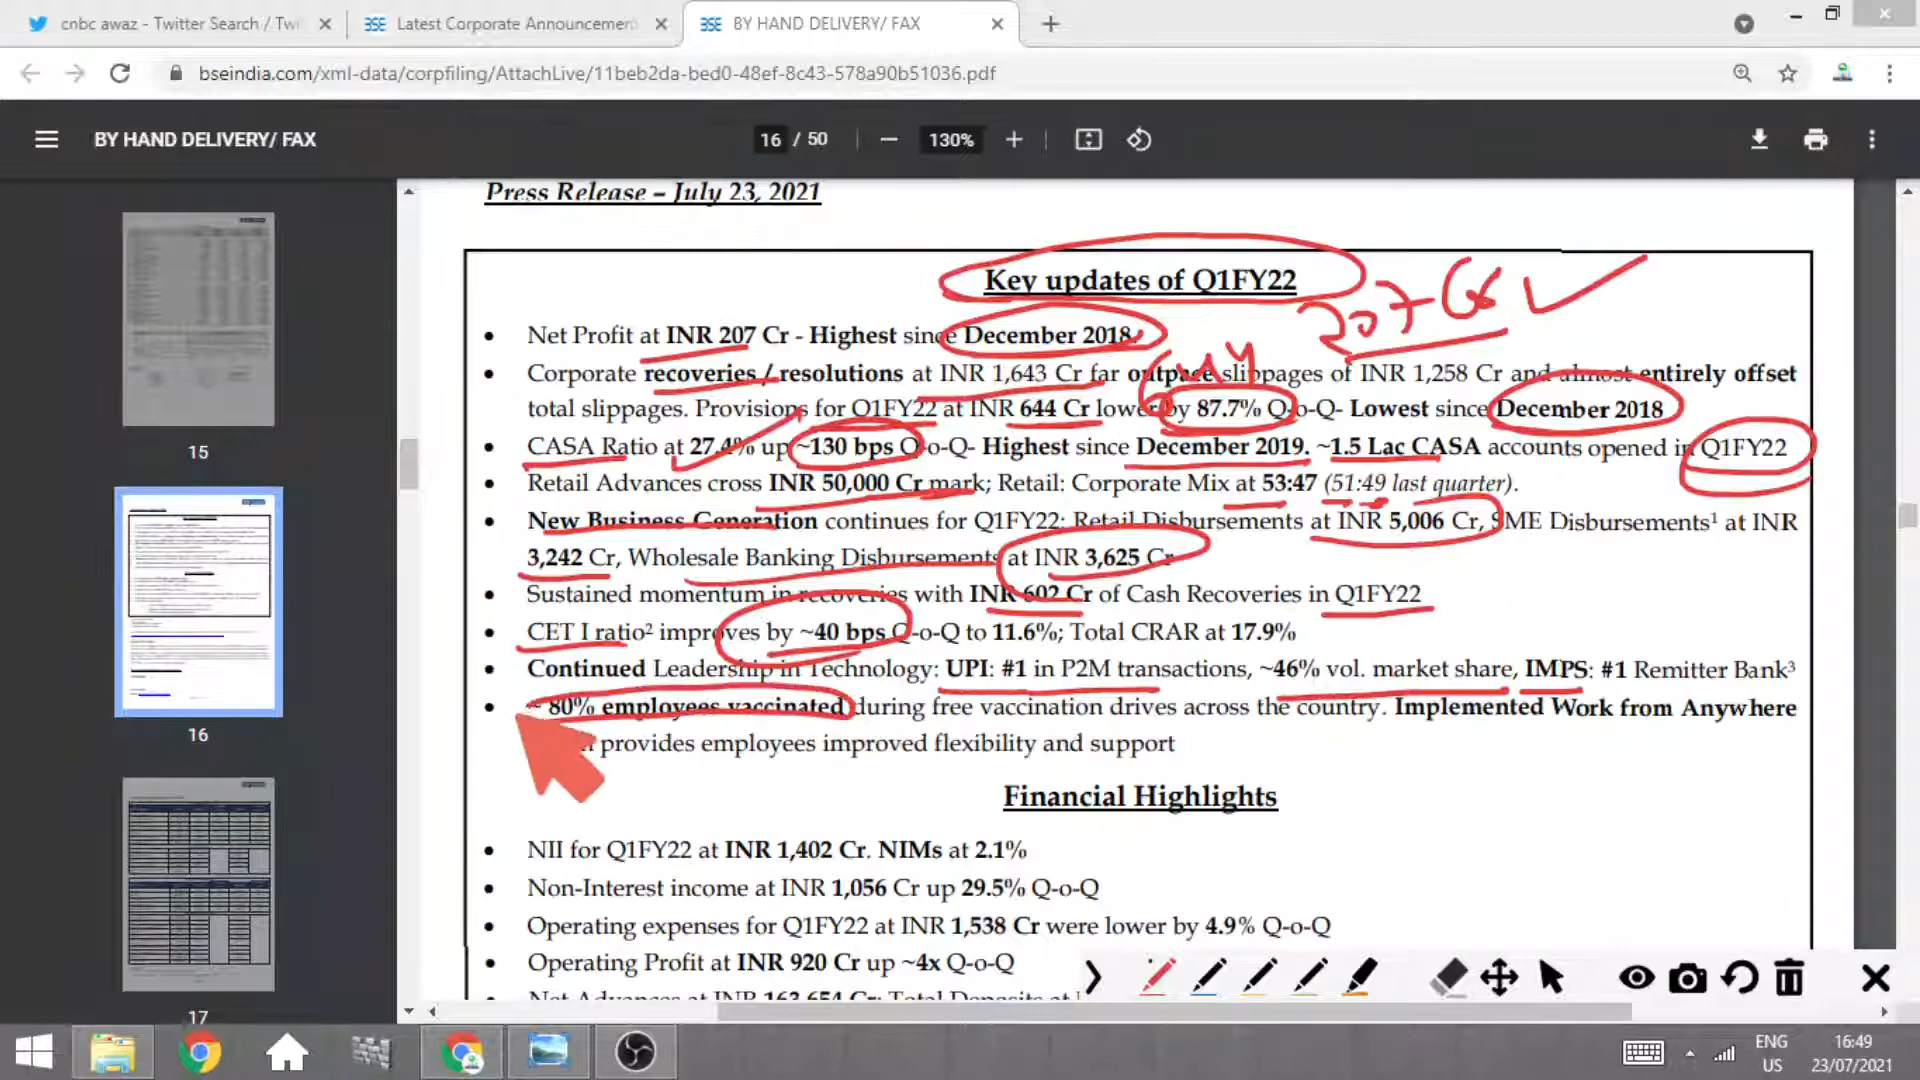 cnbc awaz - Twitter Search / Twi
Latest Corporate Announcement
BY HAND DELIVERY/ FAX
bseindia.com/xml-data/corpfiling/AttachLive/11beb2da-bed0-48ef-8c43-578a90b51036.pdf
BY HAND DELIVERY/ FAX
16 / 50
130%
15
16
17
Press Release – July 23, 2021
Key updates of Q1FY22
207 Cr
• Net Profit at INR 207 Cr - Highest since December 2018.
• Corporate recoveries / resolutions at INR 1,643 Cr far outpace slippages of INR 1,258 Cr and almost entirely offset
total slippages. Provisions for Q1FY22 at INR 644 Cr lower by 87.7% Q-o-Q- Lowest since December 2018
• CASA Ratio at 27.4% up ~130 bps Q-o-Q- Highest since December 2019. ~1.5 Lac CASA accounts opened in Q1FY22
• Retail Advances cross INR 50,000 Cr mark; Retail: Corporate Mix at 53:47 (51:49 last quarter).
• New Business Generation continues for Q1FY22: Retail Disbursements at INR 5,006 Cr, SME Disbursements¹ at INR
3,242 Cr, Wholesale Banking Disbursements at INR 3,625 Cr
• Sustained momentum in recoveries with INR 602 Cr of Cash Recoveries in Q1FY22
• CET I ratio² improves by ~40 bps Q-o-Q to 11.6%; Total CRAR at 17.9%
• Continued Leadership in Technology: UPI: #1 in P2M transactions, ~46% vol. market share, IMPS: #1 Remitter Bank³
• ~ 80% employees vaccinated during free vaccination drives across the country. Implemented Work from Anywhere
provides employees improved flexibility and support
Financial Highlights
• NII for Q1FY22 at INR 1,402 Cr. NIMs at 2.1%
• Non-Interest income at INR 1,056 Cr up 29.5% Q-o-Q
• Operating expenses for Q1FY22 at INR 1,538 Cr were lower by 4.9% Q-o-Q
• Operating Profit at INR 920 Cr up ~4x Q-o-Q
• Net Advances at INR 163,654 Cr; Total Deposits at
ENG
US
16:49
23/07/2021